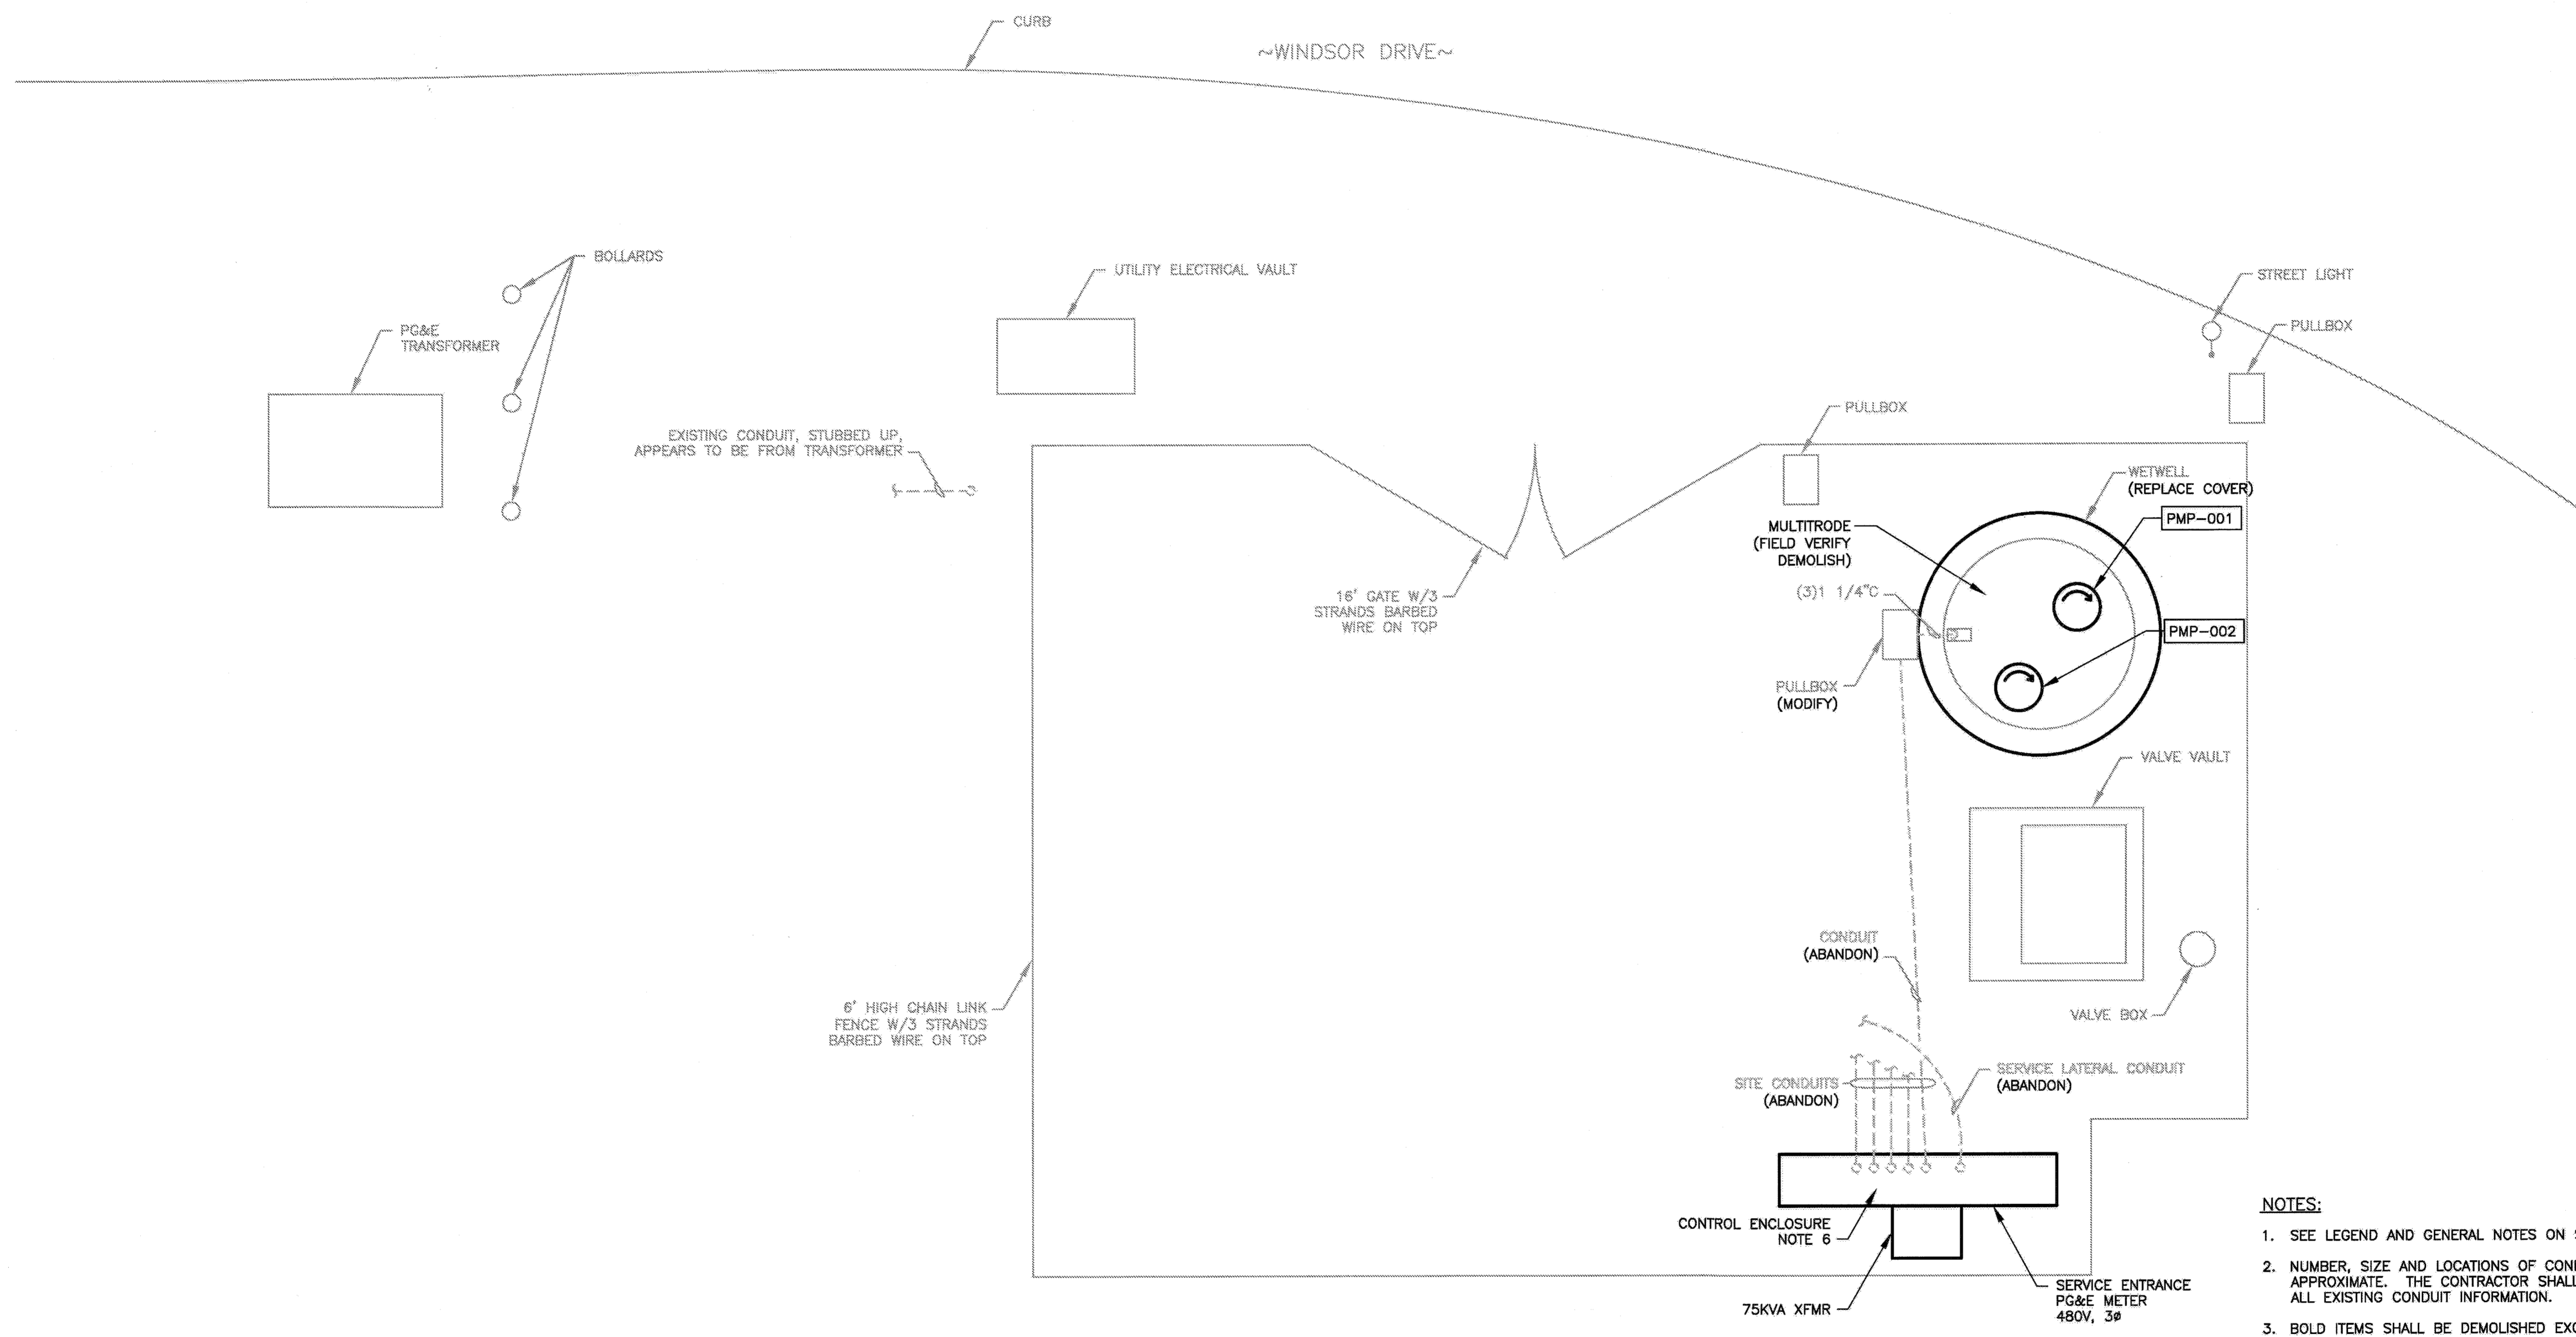 CURB
~WINDSOR DRIVE~
BOLLARDS
UTILITY ELECTRICAL VAULT
STREET LIGHT
PG&E
TRANSFORMER
PULLBOX
PULLBOX
EXISTING CONDUIT, STUBBED UP,
APPEARS TO BE FROM TRANSFORMER
WETWELL
(REPLACE COVER)
PMP-001
MULTITRODE
(FIELD VERIFY
DEMOLISH)
16' GATE W/3
STRANDS BARBED
WIRE ON TOP
(3)1 1/4"C
PMP-002
PULLBOX
(MODIFY)
VALVE VAULT
CONDUIT
(ABANDON)
6' HIGH CHAIN LINK
FENCE W/3 STRANDS
BARBED WIRE ON TOP
VALVE BOX
SITE CONDUITS
(ABANDON)
SERVICE LATERAL CONDUIT
(ABANDON)
CONTROL ENCLOSURE
NOTE 6
75KVA XFMR
SERVICE ENTRANCE
PG&E METER
480V, 3ø
NOTES:
1. SEE LEGEND AND GENERAL NOTES ON
2. NUMBER, SIZE AND LOCATIONS OF
APPROXIMATE. THE CONTRACTOR SHALL
ALL EXISTING CONDUIT INFORMATION.
3. BOLD ITEMS SHALL BE DEMOLISHED